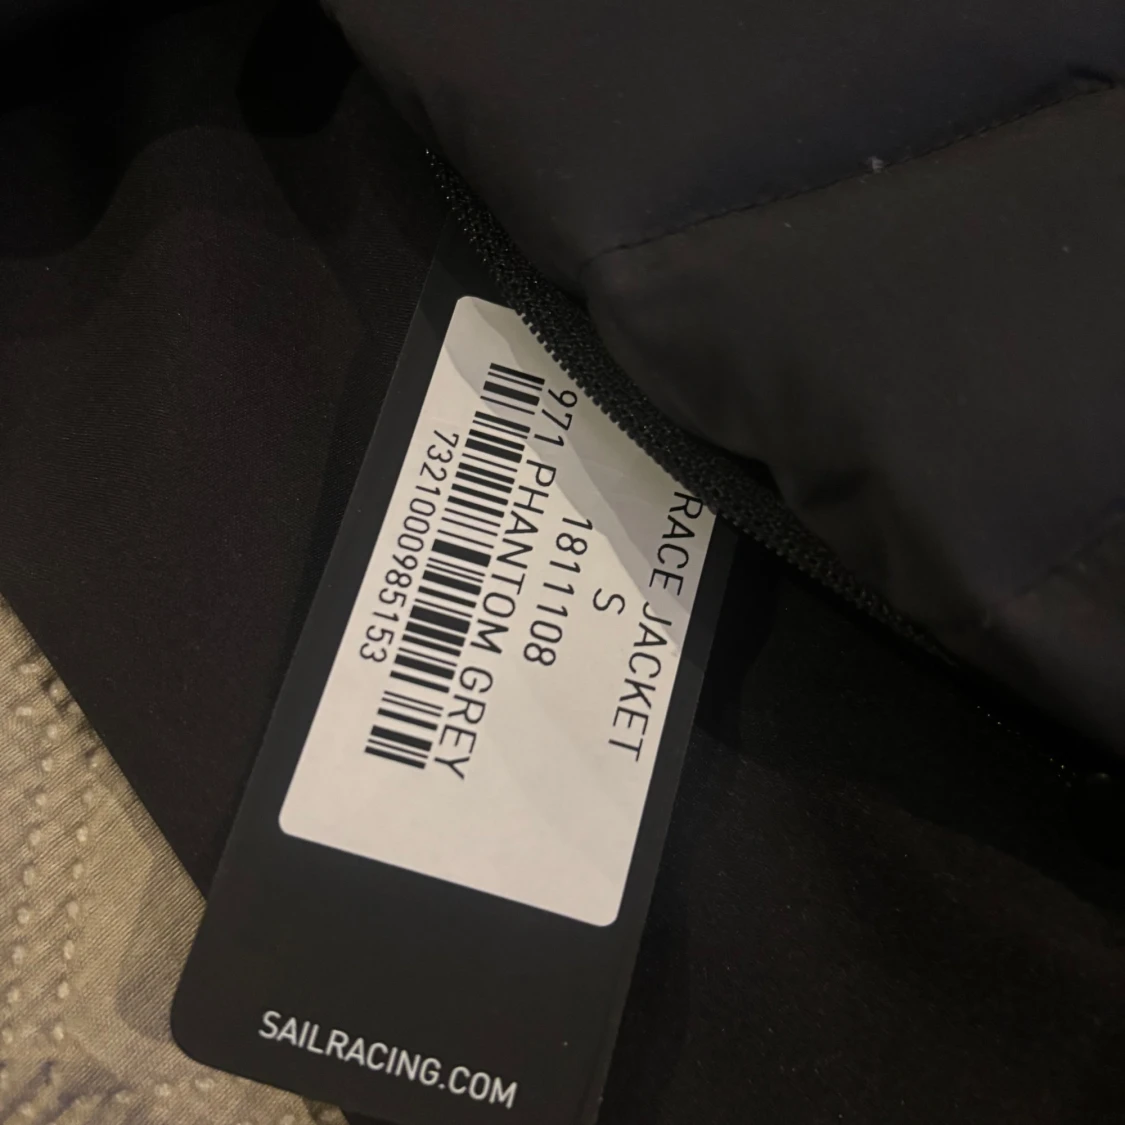 RACE JACKET
S
1811108
971 PHANTOM GREY
7321000985153
SAILRACING.COM